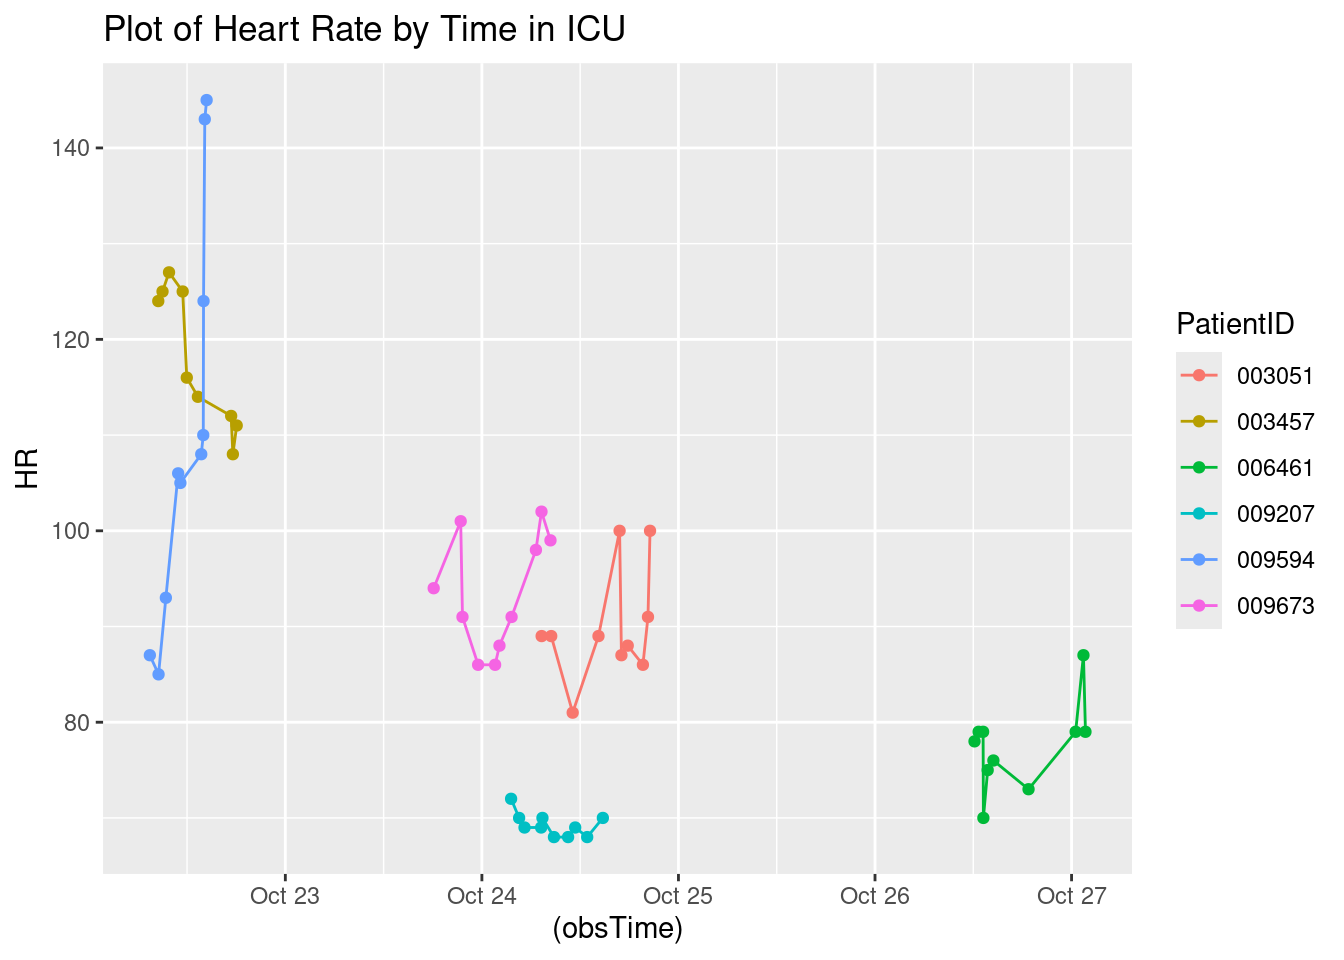 Plot of Heart Rate by Time in ICU
140
120
100
80
HR
Oct 23 Oct 24 Oct 25 Oct 26 Oct 27
(obsTime)
PatientID
003051
003457
006461
009207
009594
009673